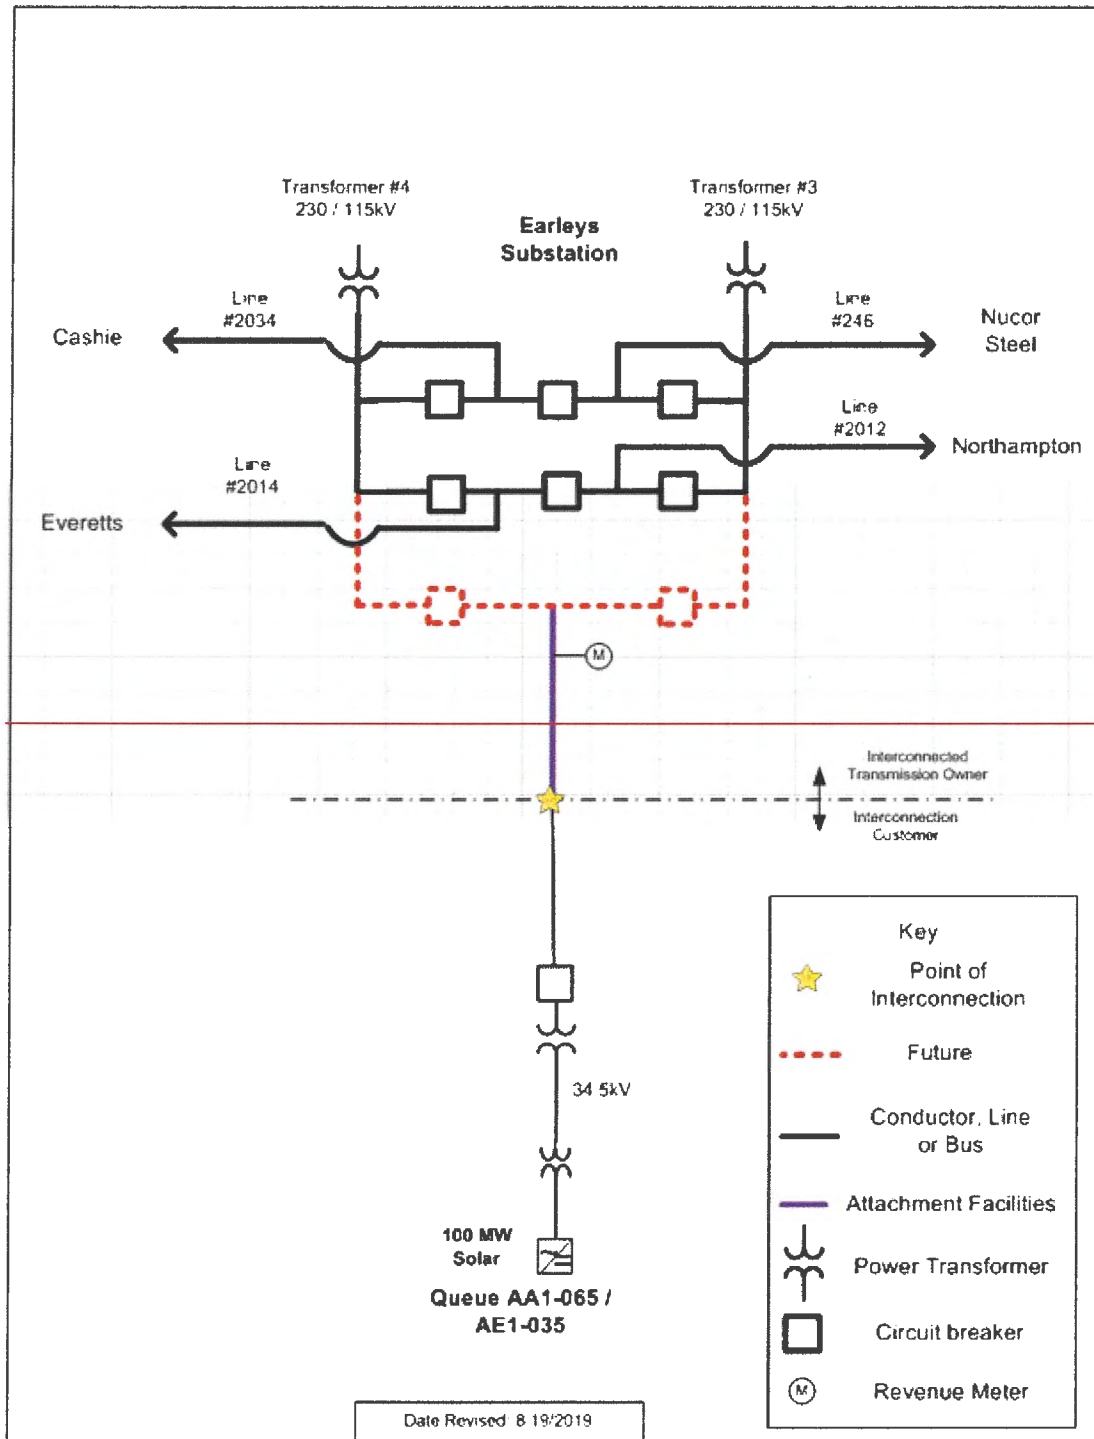 Transformer #4
230 / 115kV
Transformer #3
230 / 115kV
Earleys
Substation
Line
#2034
Cashie
Line
#246
Nucor
Steel
Line
#2012
Northampton
Line
#2014
Everetts
M
Interconnected
Transmission Owner
Interconnection
Customer
34.5kV
100 MW
Solar
Queue AA1-065 /
AE1-035
Key
Point of
Interconnection
Future
Conductor, Line
or Bus
Attachment Facilities
Power Transformer
Circuit breaker
M
Revenue Meter
Date Revised: 8/19/2019